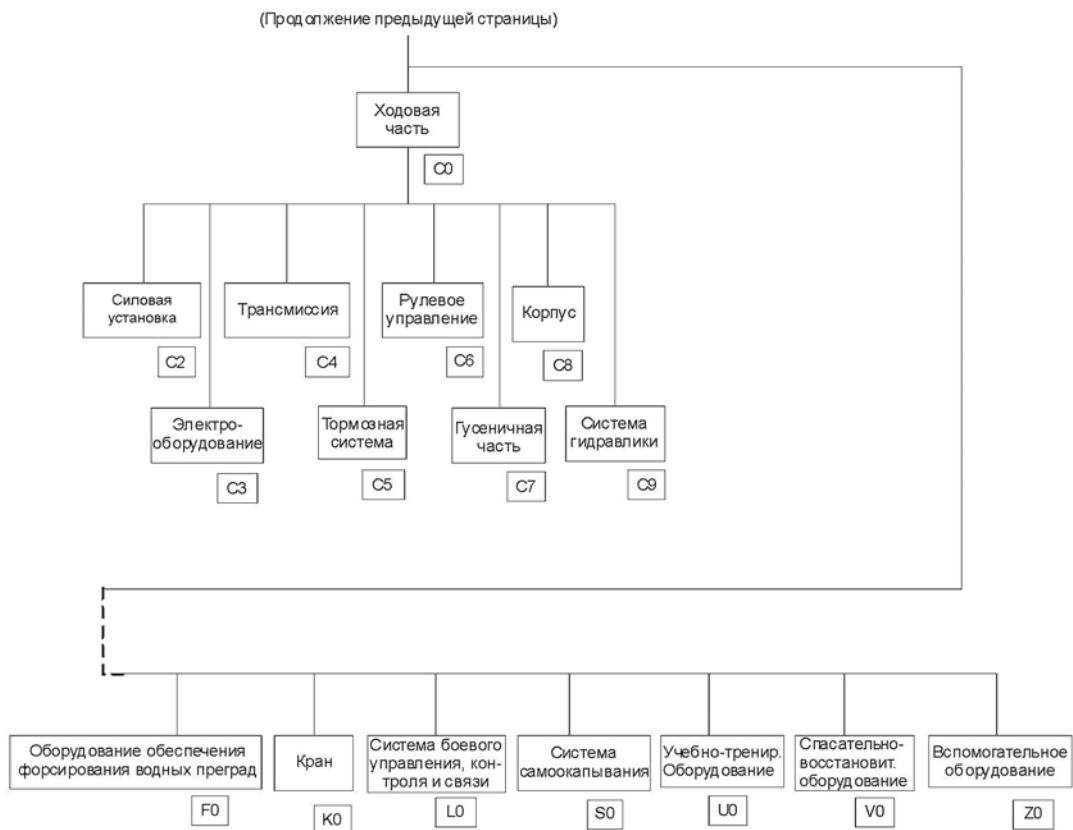 (Продолжение предыдущей страницы)
Ходовая
часть
C0
Силовая
установка
C2
Трансмиссия
C4
Рулевое
управление
C6
Корпус
C8
Электро-
оборудование
C3
Тормозная
система
C5
Гусеничная
часть
C7
Система
гидравлики
C9
Оборудование обеспечения
форсирования водных преград
F0
Кран
K0
Система боевого
управления, кон-
троля и связи
L0
Система
самоокапывания
S0
Учебно-тренир.
Оборудование
U0
Спасательно-
восстановит.
оборудование
V0
Вспомогательное
оборудование
Z0